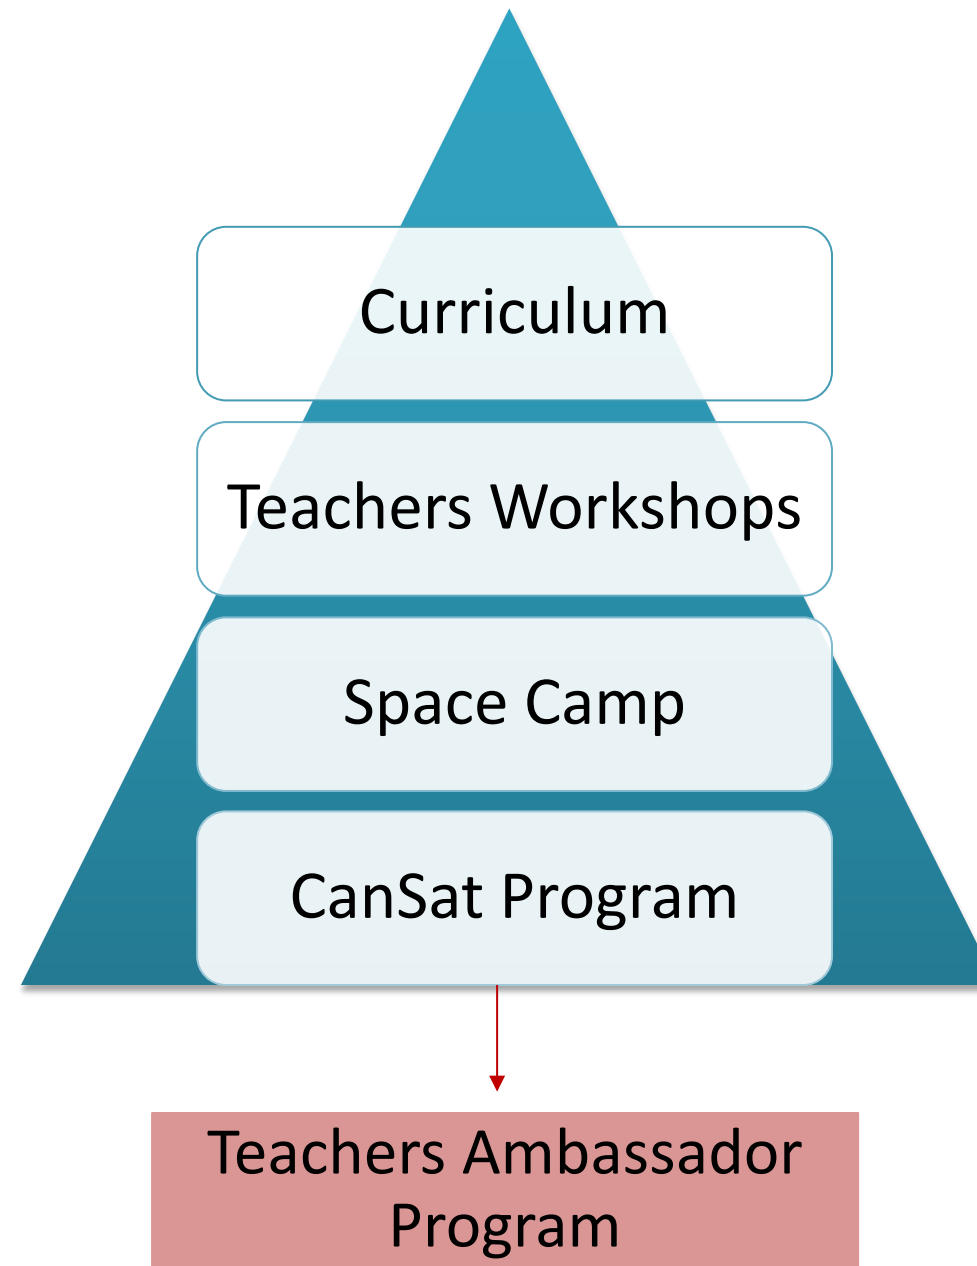 Curriculum
Teachers Workshops
Space Camp
CanSat Program
Teachers Ambassador
Program